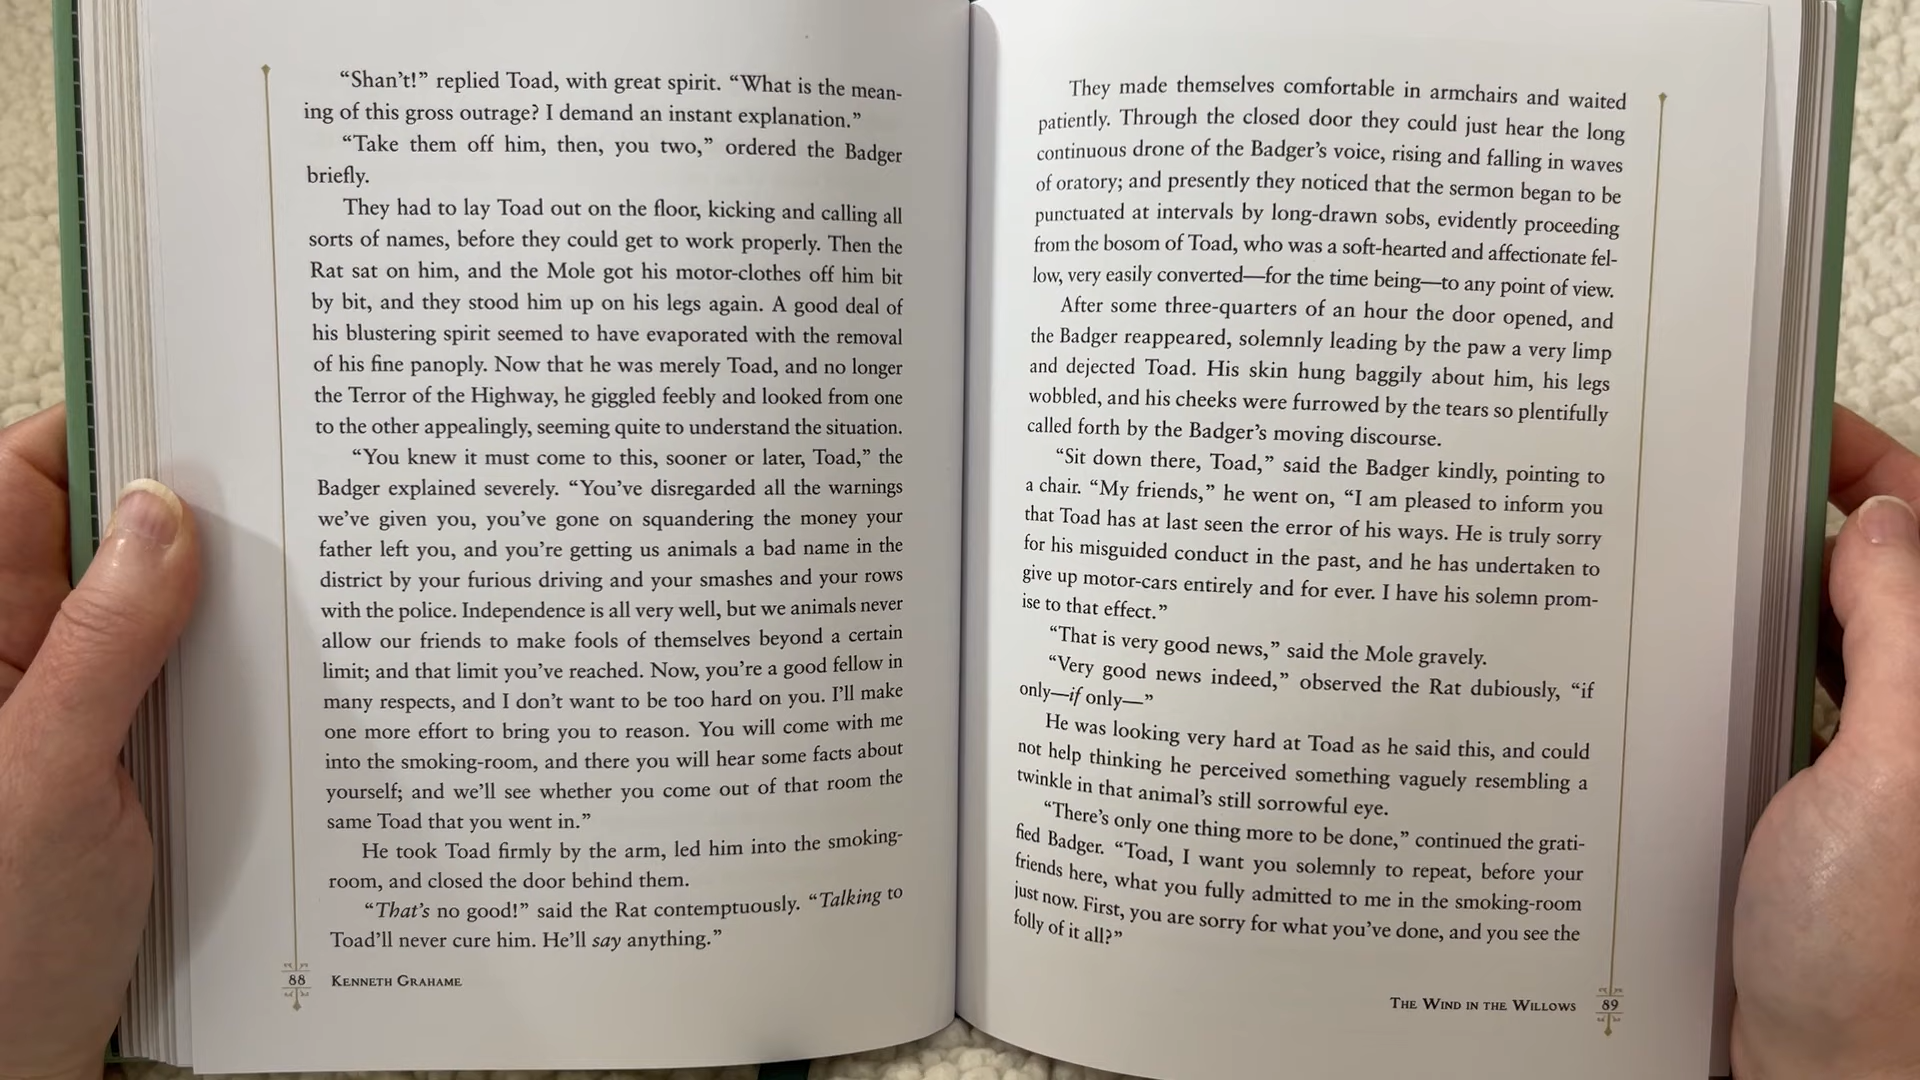 “Shan’t!” replied Toad, with great spirit. “What is the mean-
ing of this gross outrage? I demand an instant explanation.”
“Take them off him, then, you two,” ordered the Badger
briefly.
They had to lay Toad out on the floor, kicking and calling all
sorts of names, before they could get to work properly. Then the
Rat sat on him, and the Mole got his motor-clothes off him bit
by bit, and they stood him up on his legs again. A good deal of
his blustering spirit seemed to have evaporated with the removal
of his fine panoply. Now that he was merely Toad, and no longer
the Terror of the Highway, he giggled feebly and looked from one
to the other appealingly, seeming quite to understand the situation.
“You knew it must come to this, sooner or later, Toad,” the
Badger explained severely. “You’ve disregarded all the warnings
we’ve given you, you’ve gone on squandering the money your
father left you, and you’re getting us animals a bad name in the
district by your furious driving and your smashes and your rows
with the police. Independence is all very well, but we animals never
allow our friends to make fools of themselves beyond a certain
limit; and that limit you’ve reached. Now, you’re a good fellow in
many respects, and I don’t want to be too hard on you. I’ll make
one more effort to bring you to reason. You will come with me
into the smoking-room, and there you will hear some facts about
yourself; and we’ll see whether you come out of that room the
same Toad that you went in.”
He took Toad firmly by the arm, led him into the smoking-
room, and closed the door behind them.
“That’s no good!” said the Rat contemptuously. “Talking to
Toad’ll never cure him. He’ll say anything.”
88 Kenneth Grahame
They made themselves comfortable in armchairs and waited
patiently. Through the closed door they could just hear the long
continuous drone of the Badger’s voice, rising and falling in waves
of oratory; and presently they noticed that the sermon began to be
punctuated at intervals by long-drawn sobs, evidently proceeding
from the bosom of Toad, who was a soft-hearted and affectionate fel-
low, very easily converted—for the time being—to any point of view.
After some three-quarters of an hour the door opened, and
the Badger reappeared, solemnly leading by the paw a very limp
and dejected Toad. His skin hung baggily about him, his legs
wobbled, and his cheeks were furrowed by the tears so plentifully
called forth by the Badger’s moving discourse.
“Sit down there, Toad,” said the Badger kindly, pointing to
a chair. “My friends,” he went on, “I am pleased to inform you
that Toad has at last seen the error of his ways. He is truly sorry
for his misguided conduct in the past, and he has undertaken to
give up motor-cars entirely and for ever. I have his solemn prom-
ise to that effect.”
“That is very good news,” said the Mole gravely.
“Very good news indeed,” observed the Rat dubiously, “if
only—if only—”
He was looking very hard at Toad as he said this, and could
not help thinking he perceived something vaguely resembling a
twinkle in that animal’s still sorrowful eye.
“There’s only one thing more to be done,” continued the grati-
fied Badger. “Toad, I want you solemnly to repeat, before your
friends here, what you fully admitted to me in the smoking-room
just now. First, you are sorry for what you’ve done, and you see the
folly of it all?”
The Wind in the Willows 89